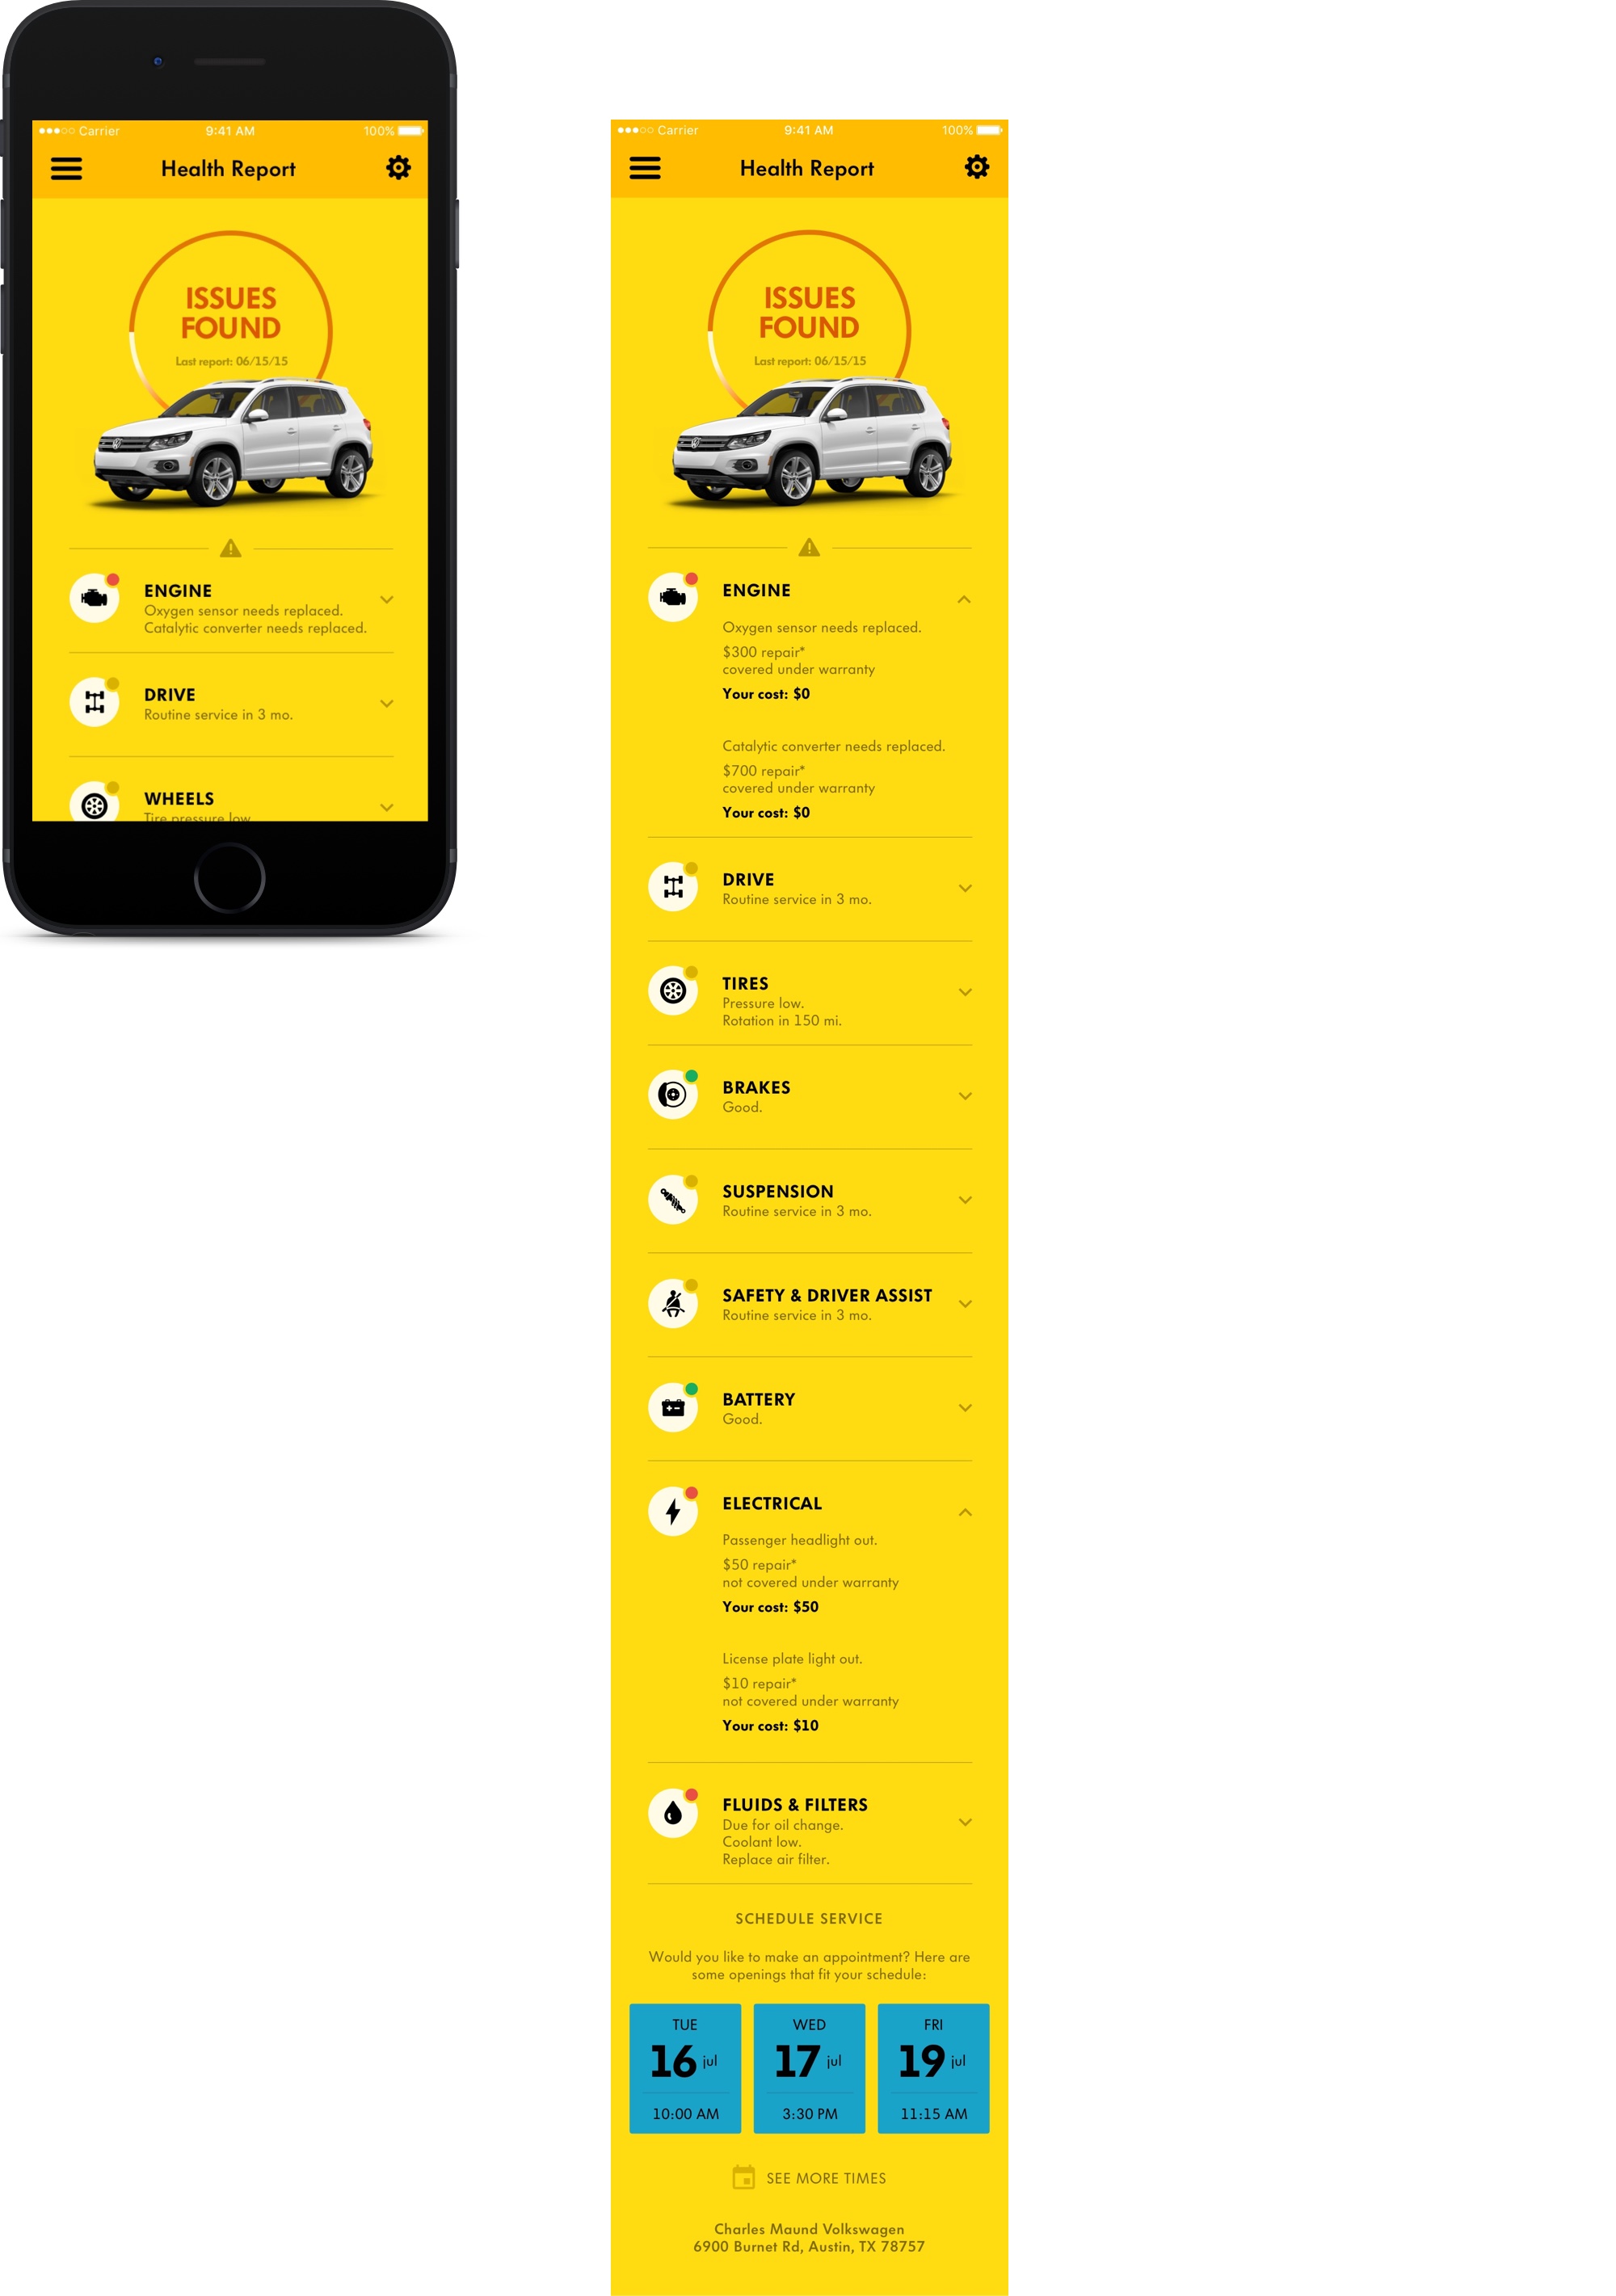 Carrier
9:41 AM
100%
Health Report
ISSUES
FOUND
Last report: 06/15/15
ENGINE
Oxygen sensor needs replaced.
Catalytic converter needs replaced.
DRIVE
Routine service in 3 mo.
WHEELS
Tire pressure low
Carrier
9:41 AM
100%
Health Report
ISSUES
FOUND
Last report: 06/15/15
ENGINE
Oxygen sensor needs replaced.
$300 repair*
covered under warranty
Your cost: $0
Catalytic converter needs replaced.
$700 repair*
covered under warranty
Your cost: $0
DRIVE
Routine service in 3 mo.
TIRES
Pressure low.
Rotation in 150 mi.
BRAKES
Good.
SUSPENSION
Routine service in 3 mo.
SAFETY & DRIVER ASSIST
Routine service in 3 mo.
BATTERY
Good.
ELECTRICAL
Passenger headlight out.
$50 repair*
not covered under warranty
Your cost: $50
License plate light out.
$10 repair*
not covered under warranty
Your cost: $10
FLUIDS & FILTERS
Due for oil change.
Coolant low.
Replace air filter.
SCHEDULE SERVICE
Would you like to make an appointment? Here are
some openings that fit your schedule:
TUE
16 jul
10:00 AM
WED
17 jul
3:30 PM
FRI
19 jul
11:15 AM
SEE MORE TIMES
Charles Maund Volkswagen
6900 Burnet Rd, Austin, TX 78757